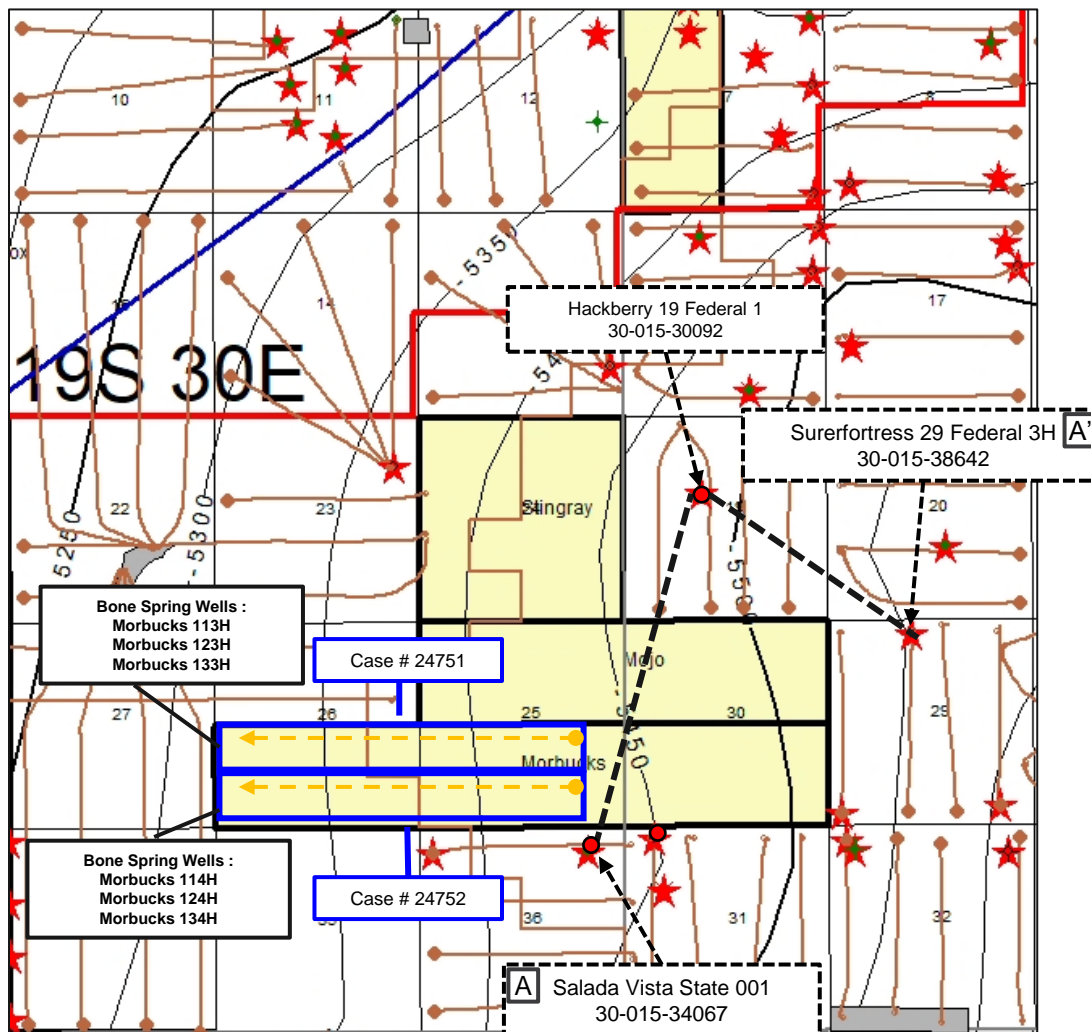 10
11
12
7
8
-5350
14
17
Hackberry 19 Federal 1
30-015-30092
19S 30E
Surerfortress 29 Federal 3H
30-015-38642
A'
22
23
Stingray
20
5250
-5300
-5500
Bone Spring Wells :
Morbucks 113H
Morbucks 123H
Morbucks 133H
Case # 24751
Mojo
27
26
25
30
29
-5450
Morbucks
Bone Spring Wells :
Morbucks 114H
Morbucks 124H
Morbucks 134H
Case # 24752
36
31
32
A
Salada Vista State 001
30-015-34067